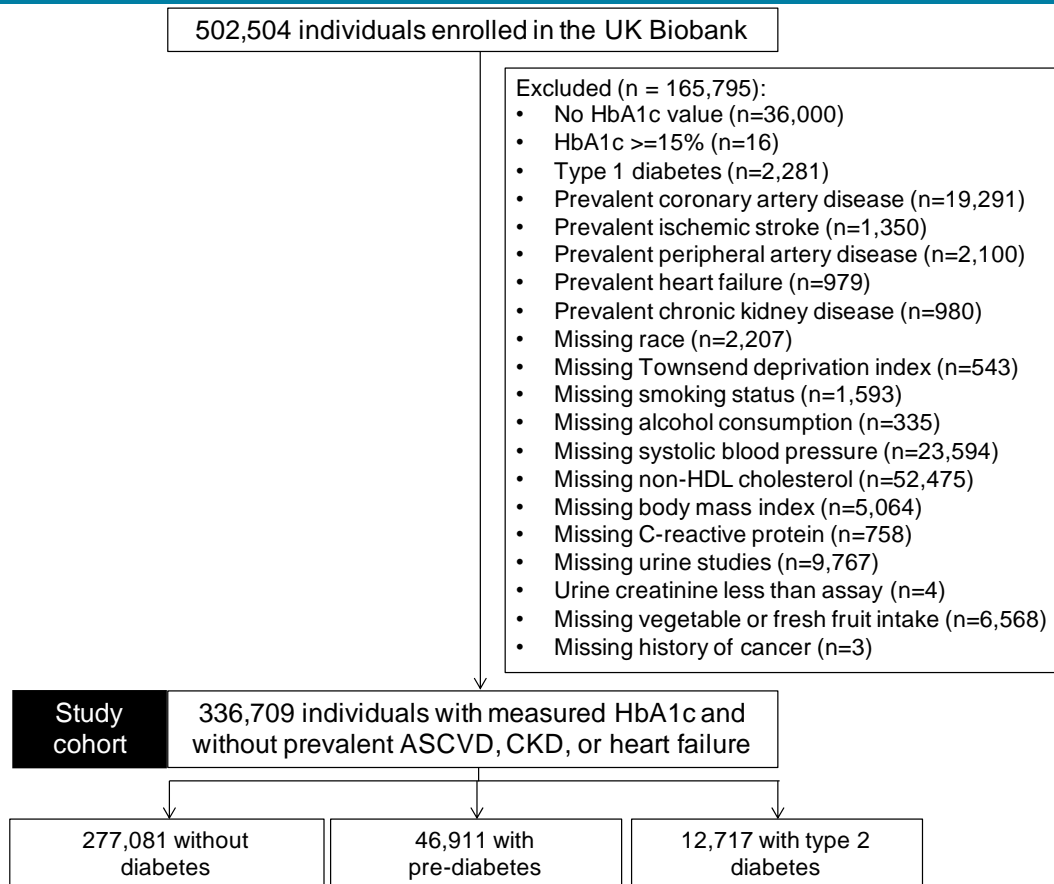 502,504 individuals enrolled in the UK Biobank
Excluded (n = 165,795):
• No HbA1c value (n=36,000)
• HbA1c >=15% (n=16)
• Type 1 diabetes (n=2,281)
• Prevalent coronary artery disease (n=19,291)
• Prevalent ischemic stroke (n=1,350)
• Prevalent peripheral artery disease (n=2,100)
• Prevalent heart failure (n=979)
• Prevalent chronic kidney disease (n=980)
• Missing race (n=2,207)
• Missing Townsend deprivation index (n=543)
• Missing smoking status (n=1,593)
• Missing alcohol consumption (n=335)
• Missing systolic blood pressure (n=23,594)
• Missing non-HDL cholesterol (n=52,475)
• Missing body mass index (n=5,064)
• Missing C-reactive protein (n=758)
• Missing urine studies (n=9,767)
• Urine creatinine less than assay (n=4)
• Missing vegetable or fresh fruit intake (n=6,568)
• Missing history of cancer (n=3)
Study
cohort
336,709 individuals with measured HbA1c and
without prevalent ASCVD, CKD, or heart failure
277,081 without
diabetes
46,911 with
pre-diabetes
12,717 with type 2
diabetes